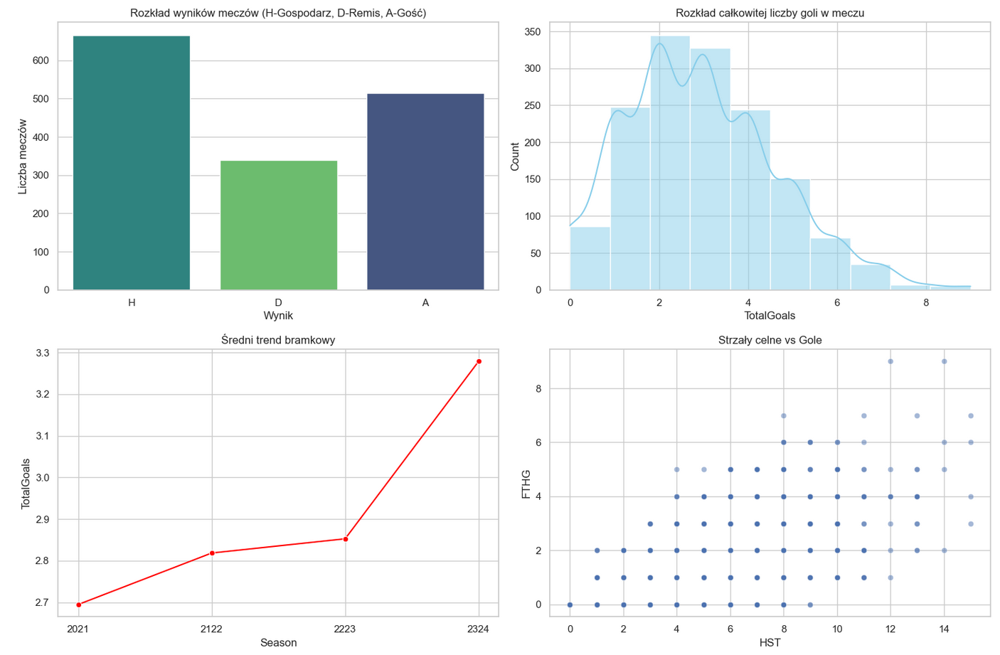 Rozkład wyników meczów (H-Gospodarz, D-Remis, A-Gość)
600
500
400
300
200
100
0
Liczba meczów
H D A
Wynik
Rozkład całkowitej liczby goli w meczu
350
300
250
200
150
100
50
0
Count
0 2 4 6 8
TotalGoals
Średni trend bramkowy
3.3
3.2
3.1
3.0
2.9
2.8
2.7
TotalGoals
2021 2122 2223 2324
Season
Strzały celne vs Gole
8
6
4
2
0
FTHG
0 2 4 6 8 10 12 14
HST